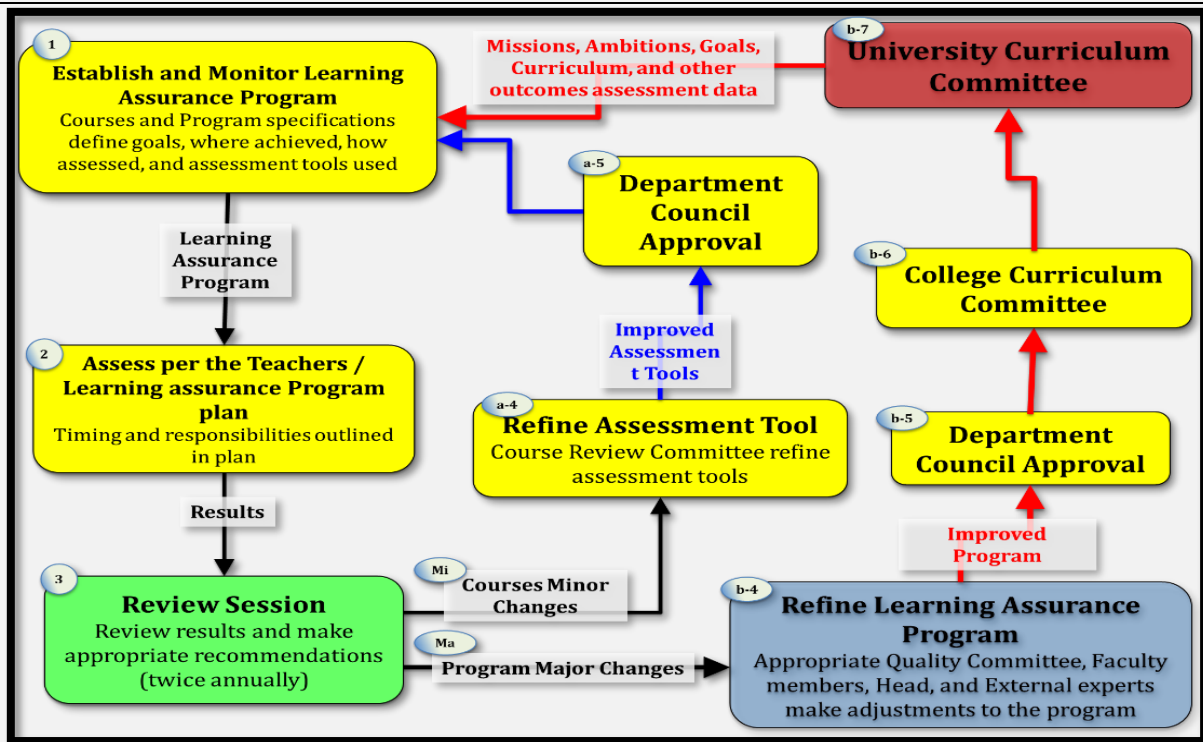 1
Establish and Monitor Learning
Assurance Program
Courses and Program specifications
define goals, where achieved, how
assessed, and assessment tools used
Missions, Ambitions, Goals,
Curriculum, and other
outcomes assessment data
b-7
University Curriculum
Committee
a-5
Department
Council
Approval
Learning
Assurance
Program
b-6
College Curriculum
Committee
Improved
Assessmen
t Tools
2
Assess per the Teachers /
Learning assurance Program
plan
Timing and responsibilities outlined
in plan
a-4
Refine Assessment Tool
Course Review Committee refine
assessment tools
b-5
Department
Council Approval
Results
Improved
Program
3
Review Session
Review results and make
appropriate recommendations
(twice annually)
Mi
Courses Minor
Changes
Ma
Program Major Changes
b-4
Refine Learning Assurance
Program
Appropriate Quality Committee, Faculty
members, Head, and External experts
make adjustments to the program